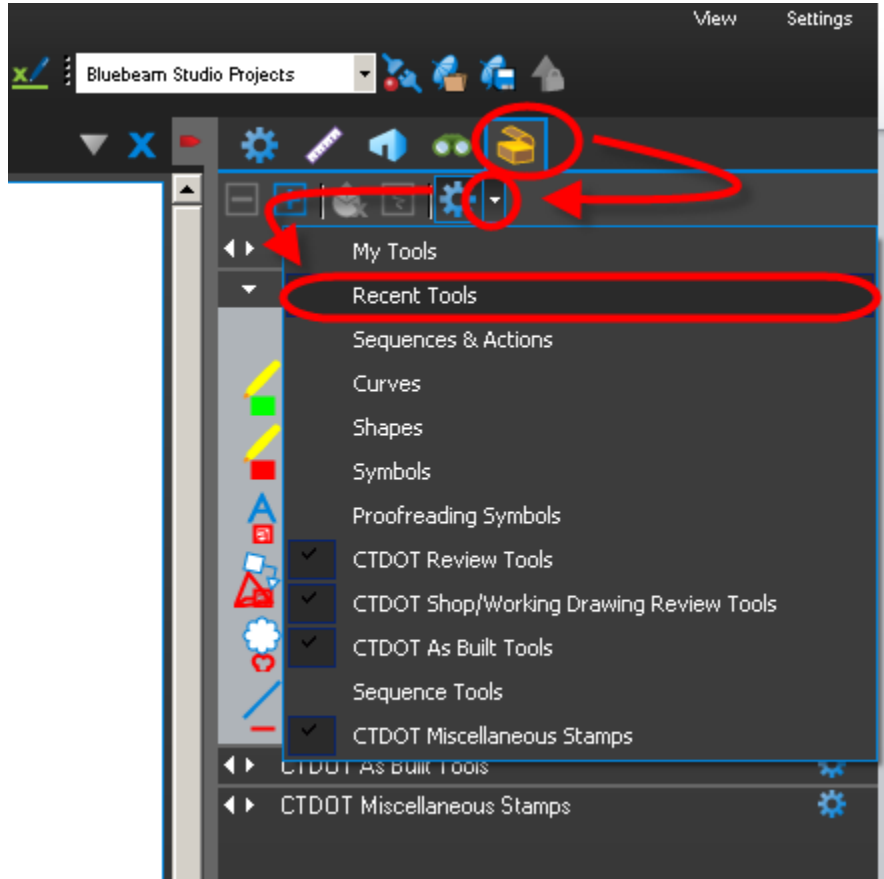 View Settings
Bluebeam Studio Projects
My Tools
Recent Tools
Sequences & Actions
Curves
Shapes
Symbols
Proofreading Symbols
CTDOT Review Tools
CTDOT Shop/Working Drawing Review Tools
CTDOT As Built Tools
Sequence Tools
CTDOT Miscellaneous Stamps
CTDOT As Built Tools
CTDOT Miscellaneous Stamps